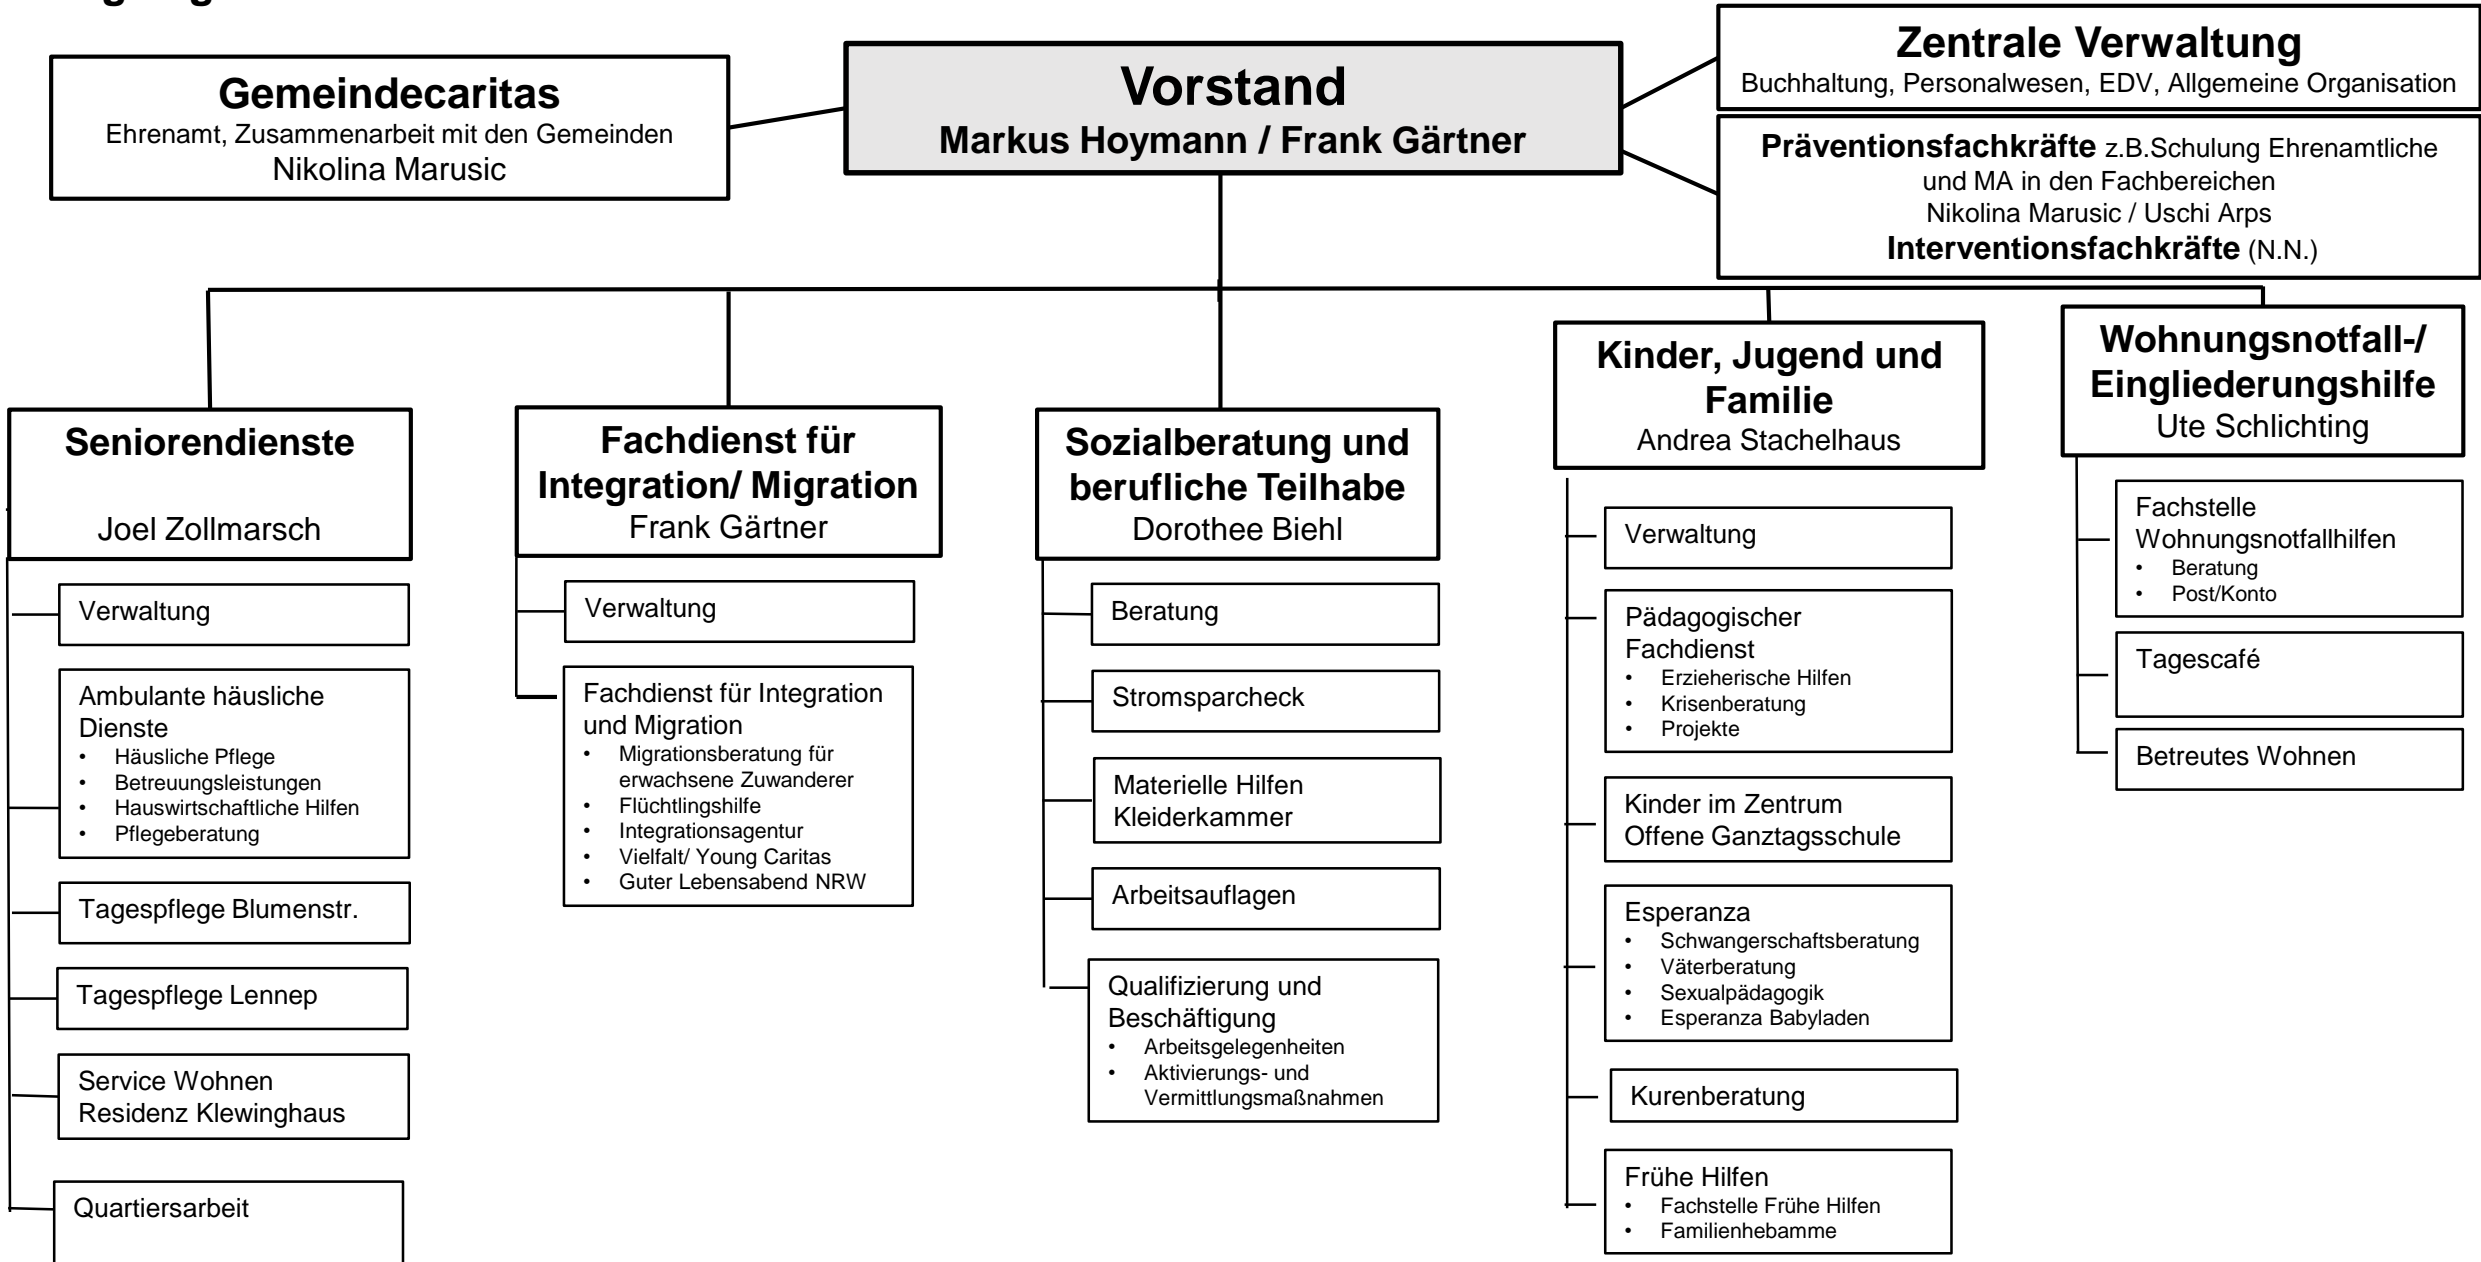 Gemeindecaritas
Ehrenamt, Zusammenarbeit mit den Gemeinden
Nikolina Marusic
Vorstand
Markus Hoymann / Frank Gärtner
Zentrale Verwaltung
Buchhaltung, Personalwesen, EDV, Allgemeine Organisation
Präventionsfachkräfte z.B.Schulung Ehrenamtliche
und MA in den Fachbereichen
Nikolina Marusic / Uschi Arps
Interventionsfachkräfte (N.N.)
Seniorendienste
Joel Zollmarsch
Verwaltung
Ambulante häusliche
Dienste
• Häusliche Pflege
• Betreuungsleistungen
• Hauswirtschaftliche Hilfen
• Pflegeberatung
Tagespflege Blumenstr.
Tagespflege Lennep
Service Wohnen
Residenz Klewinghaus
Quartiersarbeit
Fachdienst für
Integration/ Migration
Frank Gärtner
Verwaltung
Fachdienst für Integration
und Migration
• Migrationsberatung für
erwachsene Zuwanderer
• Flüchtlingshilfe
• Integrationsagentur
• Vielfalt/ Young Caritas
• Guter Lebensabend NRW
Sozialberatung und
berufliche Teilhabe
Dorothee Biehl
Beratung
Stromsparcheck
Materielle Hilfen
Kleiderkammer
Arbeitsauflagen
Qualifizierung und
Beschäftigung
• Arbeitsgelegenheiten
• Aktivierungs- und
Vermittlungsmaßnahmen
Kinder, Jugend und
Familie
Andrea Stachelhaus
Verwaltung
Pädagogischer
Fachdienst
• Erzieherische Hilfen
• Krisenberatung
• Projekte
Kinder im Zentrum
Offene Ganztagsschule
Esperanza
• Schwangerschaftsberatung
• Väterberatung
• Sexualpädagogik
• Esperanza Babyladen
Kurenberatung
Frühe Hilfen
• Fachstelle Frühe Hilfen
• Familienhebamme
Wohnungsnotfall-/
Eingliederungshilfe
Ute Schlichting
Fachstelle
Wohnungsnotfallhilfen
• Beratung
• Post/Konto
Tagescafé
Betreutes Wohnen